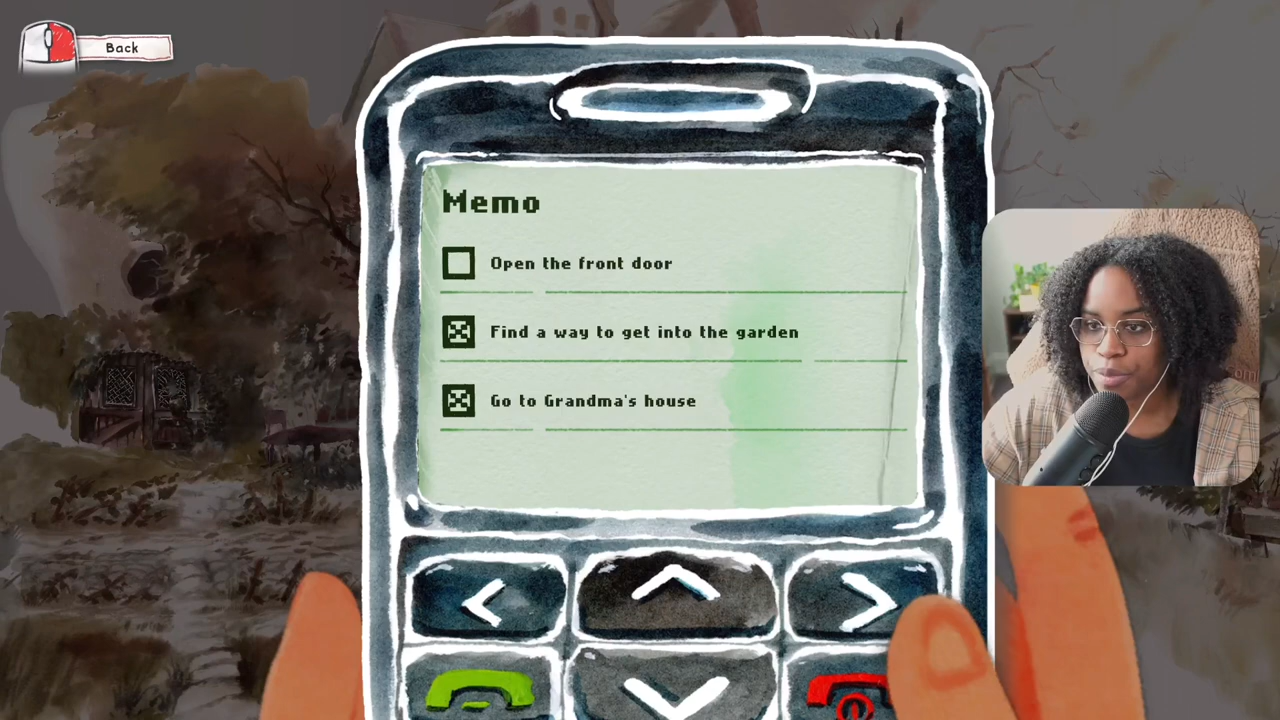 Back
Memo
Open the front door
Find a way to get into the garden
Go to Grandma's house